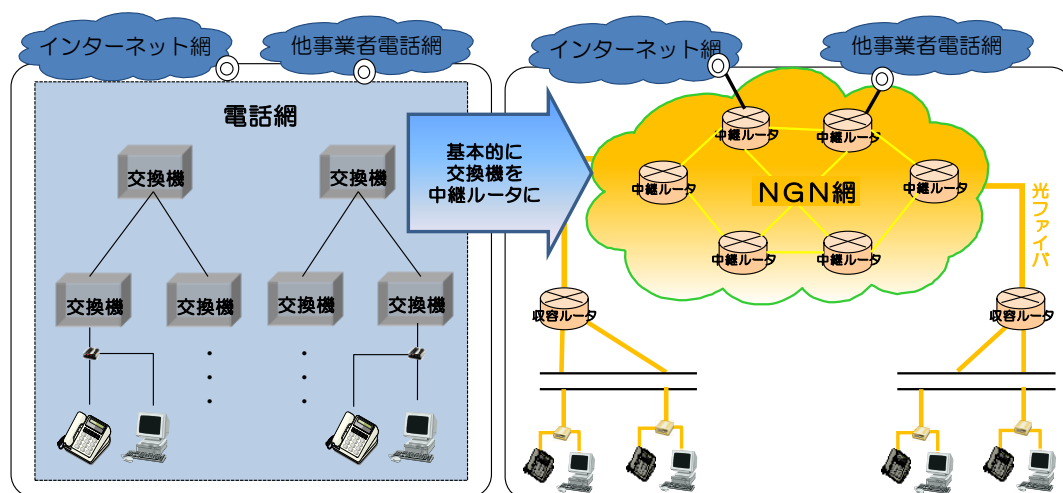 インターネット網
他事業者電話網
電話網
交換機
交換機
交換機
交換機
交換機
交換機
基本的に
交換機を
中継ルータに
インターネット網
他事業者電話網
中継ルータ
中継ルータ
中継ルータ
中継ルータ
NGN網
中継ルータ
中継ルータ
光ファイバ
収容ルータ
収容ルータ